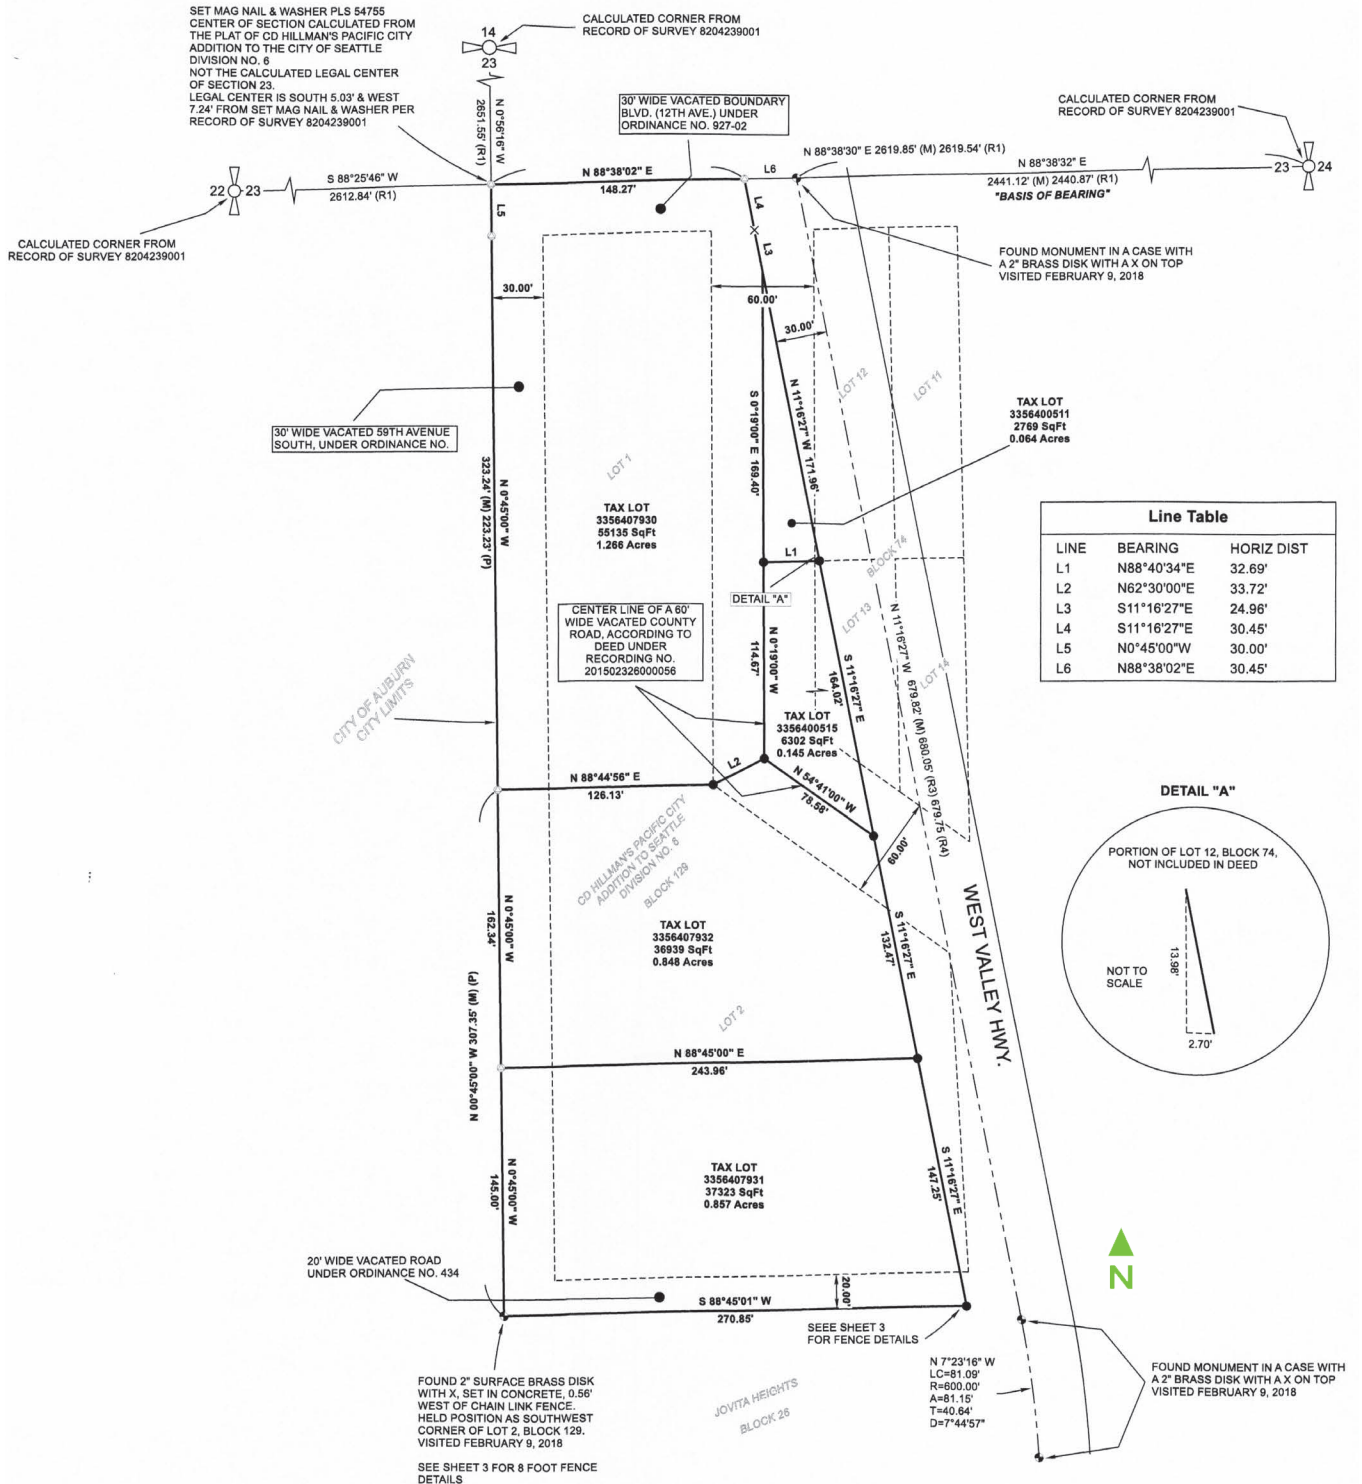 SET MAG NAIL & WASHER PLS 54755
CENTER OF SECTION CALCULATED FROM
THE PLAT OF CD HILLMAN'S PACIFIC CITY
ADDITION TO THE CITY OF SEATTLE
DIVISION NO. 6
NOT THE CALCULATED LEGAL CENTER
OF SECTION 23.
LEGAL CENTER IS SOUTH 5.03' & WEST
7.24' FROM SET MAG NAIL & WASHER PER
RECORD OF SURVEY 8204239001
14
23
CALCULATED CORNER FROM
RECORD OF SURVEY 8204239001
N 0°56'16" W
2651.55' (R1)
30' WIDE VACATED BOUNDARY
BLVD. (12TH AVE.) UNDER
ORDINANCE NO. 927-02
CALCULATED CORNER FROM
RECORD OF SURVEY 8204239001
22
23
S 88°25'46" W
2612.84' (R1)
N 88°38'02" E
148.27'
L6
N 88°38'30" E 2619.85' (M) 2619.54' (R1)
N 88°38'32" E
2441.12' (M) 2440.87' (R1)
"BASIS OF BEARING"
23
24
CALCULATED CORNER FROM
RECORD OF SURVEY 8204239001
L5
L4
L3
FOUND MONUMENT IN A CASE WITH
A 2" BRASS DISK WITH A X ON TOP
VISITED FEBRUARY 9, 2018
30.00'
60.00'
30.00'
30' WIDE VACATED 59TH AVENUE
SOUTH, UNDER ORDINANCE NO.
S 0°19'00" E 169.40'
N 11°16'27" W 171.96'
LOT 12
LOT 11
TAX LOT
3356400511
2769 SqFt
0.064 Acres
LOT 1
N 0°45'00" W
323.24' (M) 223.23' (P)
TAX LOT
3356407930
55135 SqFt
1.266 Acres
L1
BLOCK 74
DETAIL "A"
Line Table
LINE BEARING HORIZ DIST
L1 N88°40'34"E 32.69'
L2 N62°30'00"E 33.72'
L3 S11°16'27"E 24.96'
L4 S11°16'27"E 30.45'
L5 N0°45'00"W 30.00'
L6 N88°38'02"E 30.45'
CENTER LINE OF A 60'
WIDE VACATED COUNTY
ROAD, ACCORDING TO
DEED UNDER
RECORDING NO.
201502326000056
N 0°19'00" W
114.67'
LOT 13
S 11°16'27" E
164.02'
LOT 14
N 11°16'27" W 679.82' (M) 680.05' (R3) 679.75 (R4)
CITY OF AUBURN
CITY LIMITS
TAX LOT
3356400515
6302 SqFt
0.145 Acres
L2
N 54°41'00" W
78.58'
N 88°44'56" E
126.13'
CD HILLMAN'S PACIFIC CITY
ADDITION TO SEATTLE
DIVISION NO. 6
BLOCK 129
60.00'
DETAIL "A"
PORTION OF LOT 12, BLOCK 74,
NOT INCLUDED IN DEED
NOT TO
SCALE
13.98'
2.70'
WEST VALLEY HWY.
N 0°45'00" W
162.34'
TAX LOT
3356407932
36939 SqFt
0.848 Acres
S 11°16'27" E
132.47'
LOT 2
N 00°45'00" W 307.35' (M) (P)
N 88°45'00" E
243.96'
N 0°45'00" W
145.00'
TAX LOT
3356407931
37323 SqFt
0.857 Acres
S 11°16'27" E
147.25'
N
20' WIDE VACATED ROAD
UNDER ORDINANCE NO. 434
S 88°45'01" W
270.85'
20.00'
SEEE SHEET 3
FOR FENCE DETAILS
FOUND 2" SURFACE BRASS DISK
WITH X, SET IN CONCRETE, 0.56'
WEST OF CHAIN LINK FENCE.
HELD POSITION AS SOUTHWEST
CORNER OF LOT 2, BLOCK 129.
VISITED FEBRUARY 9, 2018
SEE SHEET 3 FOR 8 FOOT FENCE
DETAILS
JOVITA HEIGHTS
BLOCK 26
N 7°23'16" W
LC=81.09'
R=600.00'
A=81.15'
T=40.64'
D=7°44'57"
FOUND MONUMENT IN A CASE WITH
A 2" BRASS DISK WITH A X ON TOP
VISITED FEBRUARY 9, 2018